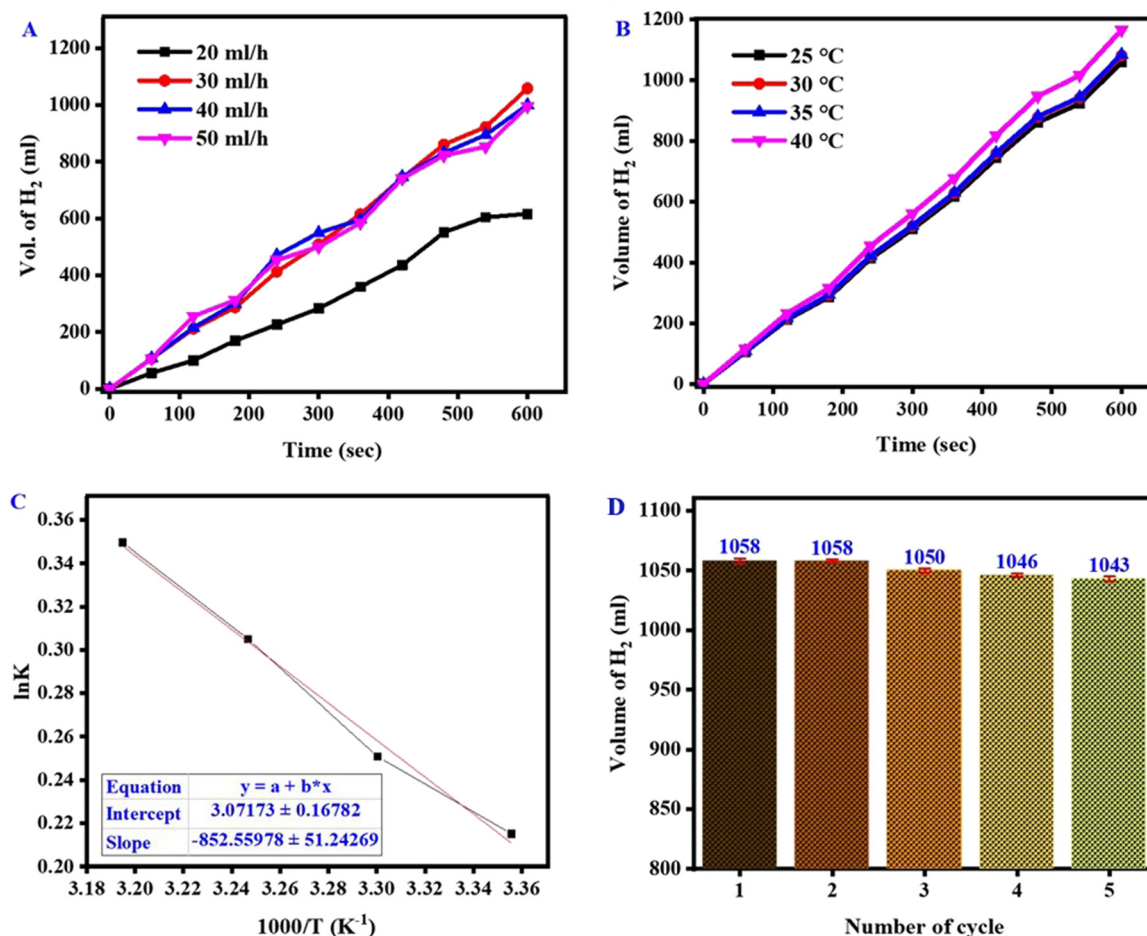 A
20 ml/h
30 ml/h
40 ml/h
50 ml/h
1200
1000
800
600
400
200
0
Vol. of H₂ (ml)
0 100 200 300 400 500 600
Time (sec)
B
25 °C
30 °C
35 °C
40 °C
1200
1000
800
600
400
200
0
Volume of H₂ (ml)
0 100 200 300 400 500 600
Time (sec)
C
0.36
0.34
0.32
0.30
0.28
0.26
0.24
0.22
0.20
lnK
Equation y = a + b*x
Intercept 3.07173 ± 0.16782
Slope -852.55978 ± 51.24269
3.18 3.20 3.22 3.24 3.26 3.28 3.30 3.32 3.34 3.36
1000/T (K⁻¹)
D
1100
1050
1000
950
900
850
800
Volume of H₂ (ml)
1058 1058 1050 1046 1043
1 2 3 4 5
Number of cycle